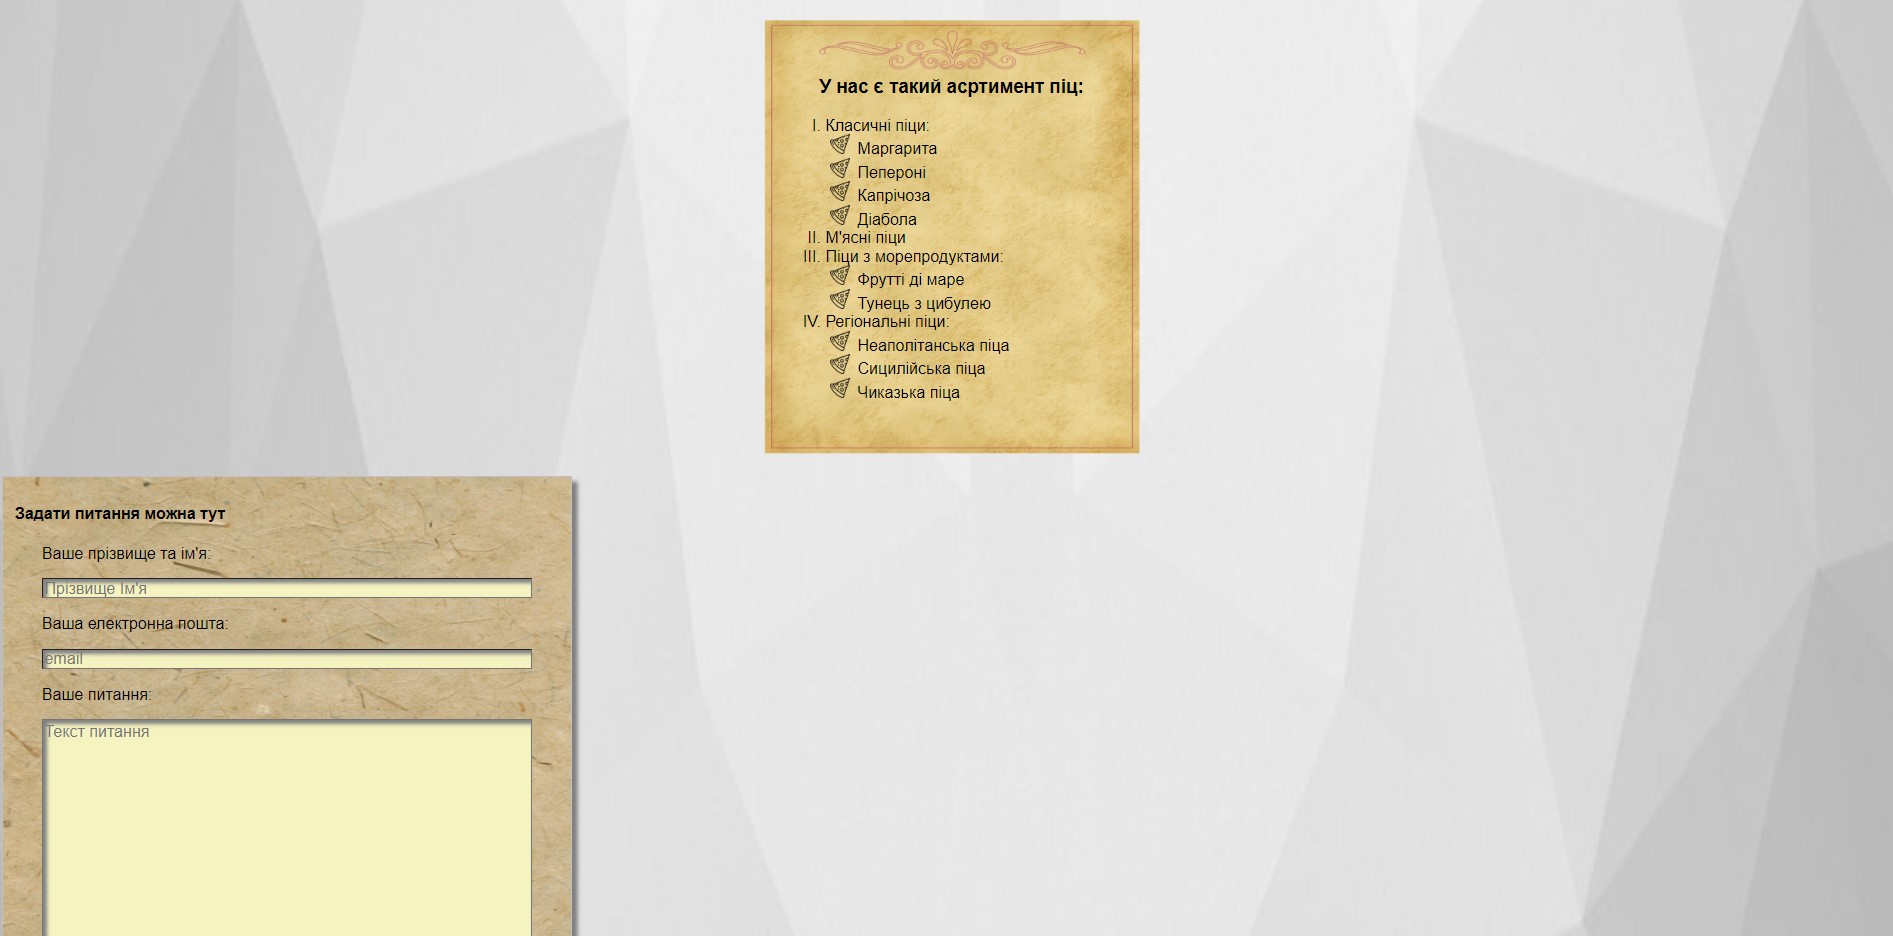 У нас є такий асртимент піц:
I. Класичні піци:
Маргарита
Пепероні
Капрічоза
Діабола
II. М'ясні піци
III. Піци з морепродуктами:
Фрутті ді маре
Тунець з цибулею
IV. Регіональні піци:
Неаполітанська піца
Сицилійська піца
Чиказька піца
Задати питання можна тут
Ваше прізвище та ім'я:
Прізвище Ім'я
Ваша електронна пошта:
email
Ваше питання:
Текст питання